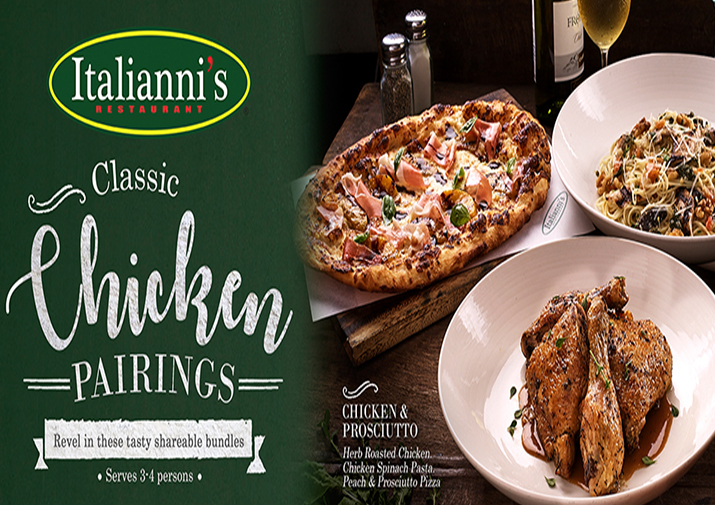 Italianni's
RESTAURANT
Classic
Chicken
PAIRINGS
Revel in these tasty shareable bundles
• Serves 3-4 persons •
CHICKEN &
PROSCIUTTO
Herb Roasted Chicken.
Chicken Spinach Pasta.
Peach & Prosciutto Pizza
Italianni's